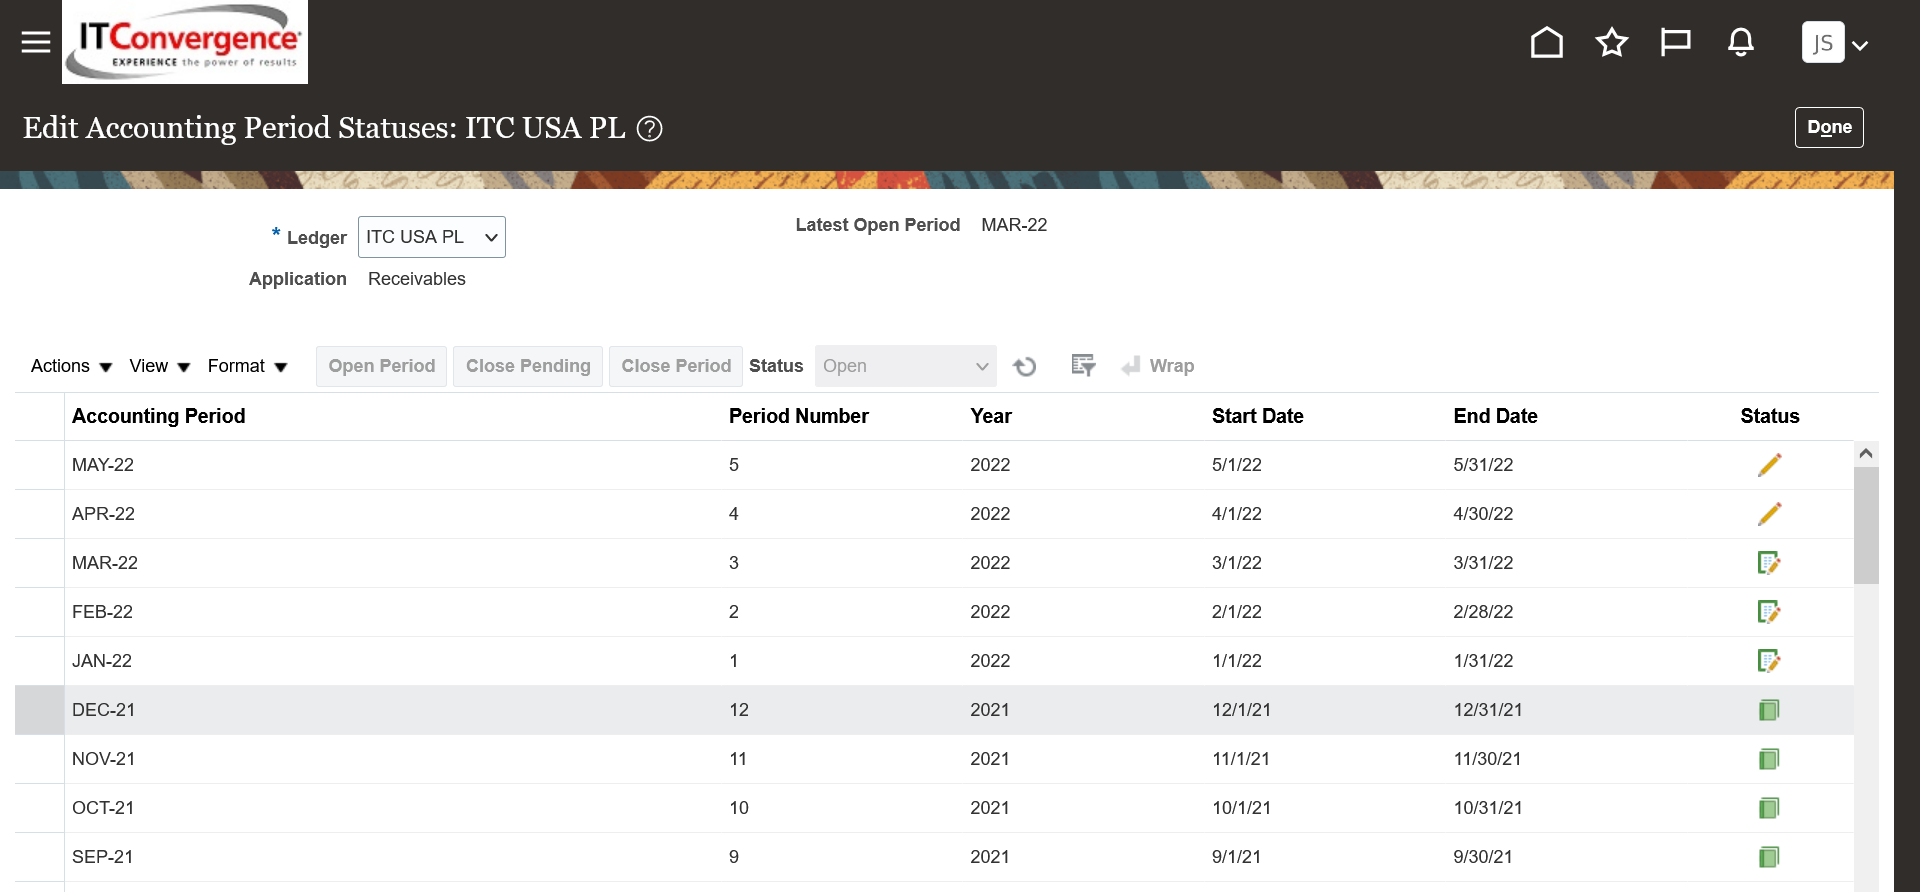 ITConvergence
EXPERIENCE the power of results
JS
Edit Accounting Period Statuses: ITC USA PL ?
Done
* Ledger ITC USA PL
Latest Open Period MAR-22
Application Receivables
Actions View Format Open Period Close Pending Close Period Status Open Wrap
Accounting Period Period Number Year Start Date End Date Status
MAY-22 5 2022 5/1/22 5/31/22
APR-22 4 2022 4/1/22 4/30/22
MAR-22 3 2022 3/1/22 3/31/22
FEB-22 2 2022 2/1/22 2/28/22
JAN-22 1 2022 1/1/22 1/31/22
DEC-21 12 2021 12/1/21 12/31/21
NOV-21 11 2021 11/1/21 11/30/21
OCT-21 10 2021 10/1/21 10/31/21
SEP-21 9 2021 9/1/21 9/30/21